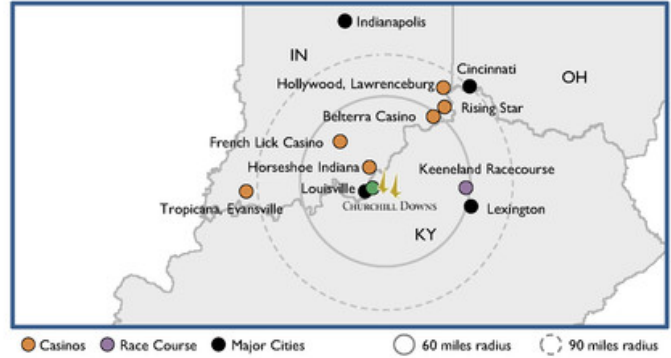 Indianapolis
IN
Cincinnati
OH
Hollywood, Lawrenceburg
Rising Star
Belterra Casino
French Lick Casino
Horseshoe Indiana
Keeneland Racecourse
Louisville
CHURCHILL DOWNS
Tropicana, Evansville
Lexington
KY
Casinos Race Course Major Cities 60 miles radius 90 miles radius